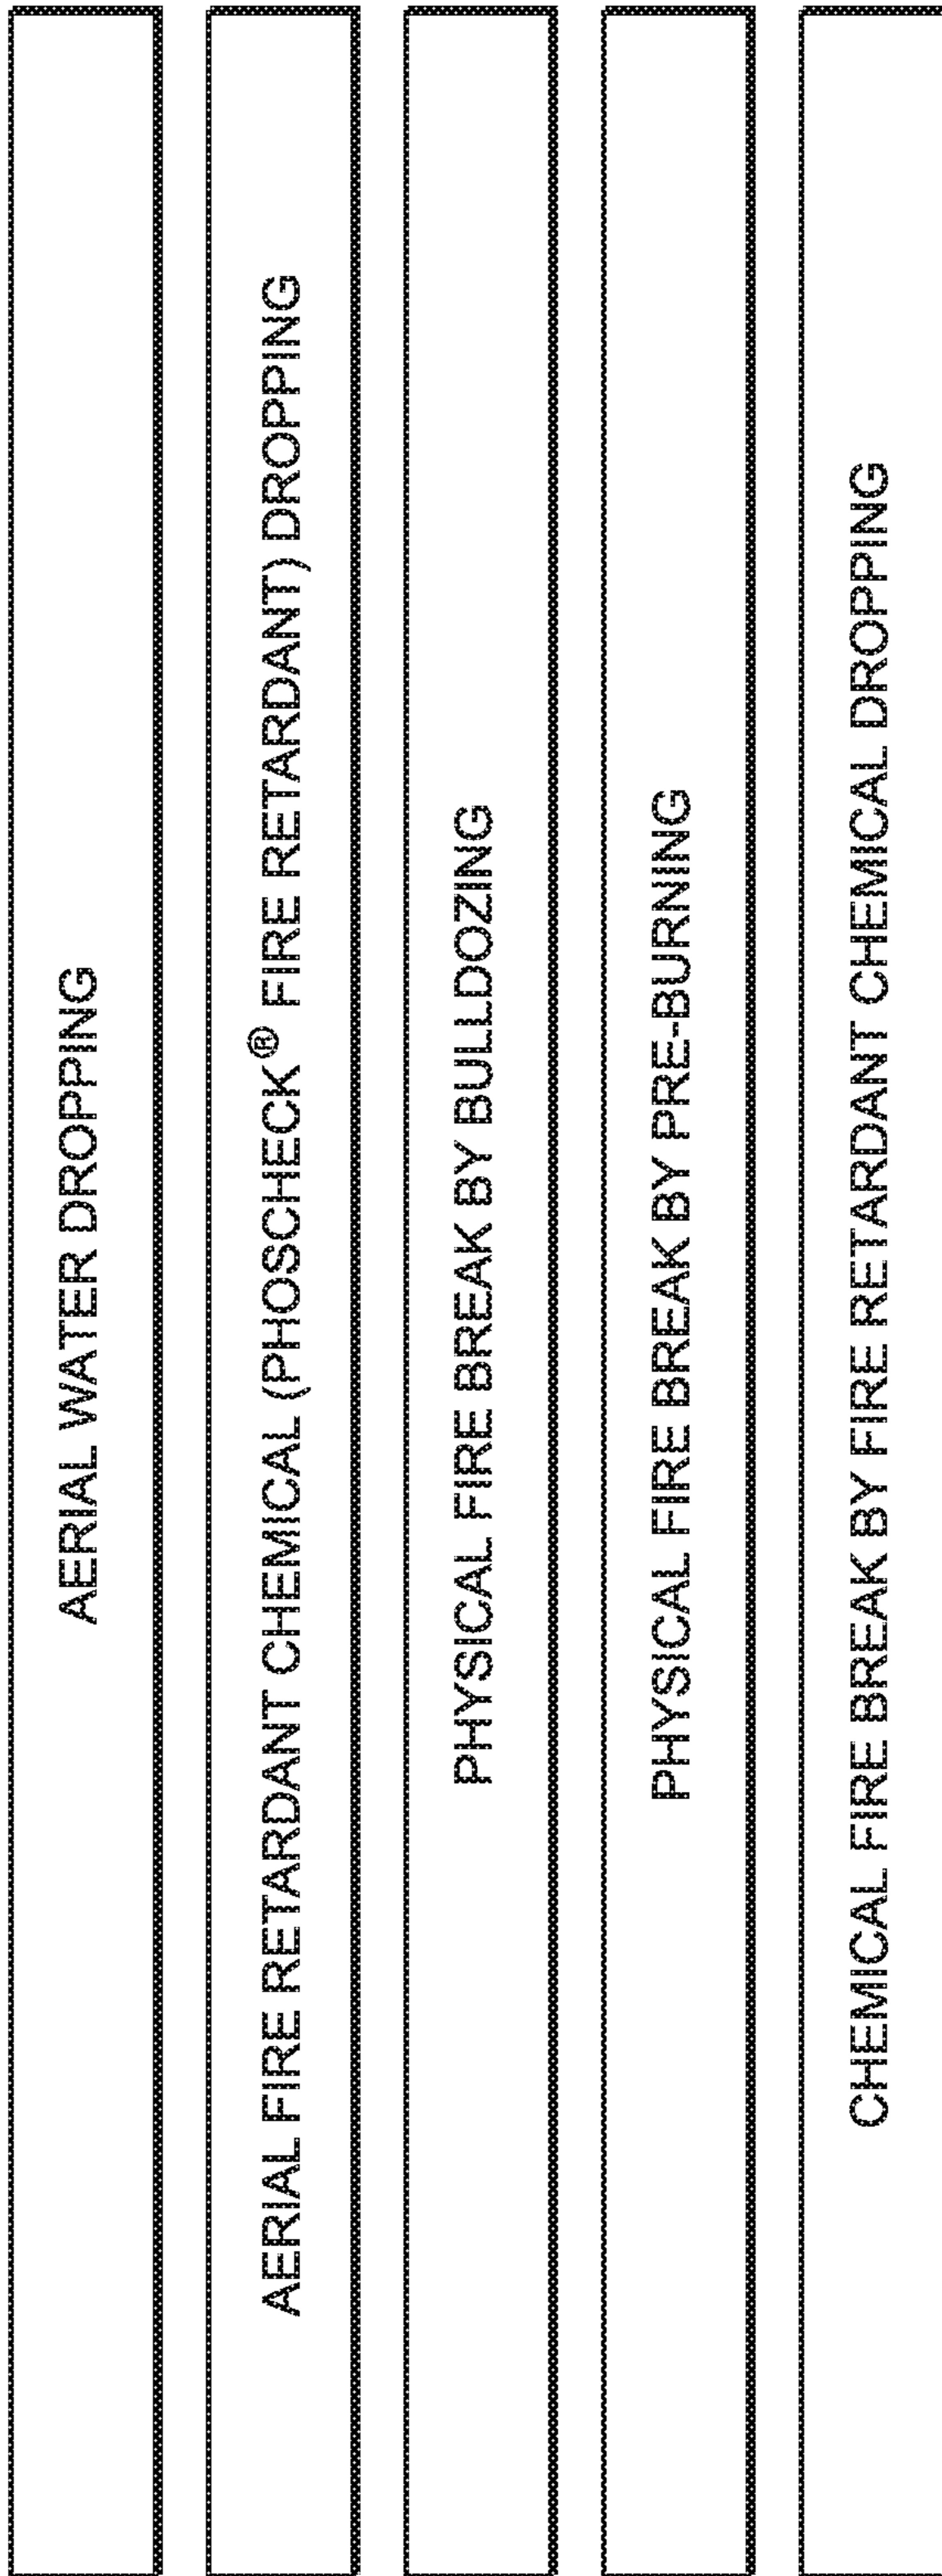 AERIAL WATER DROPPING
AERIAL FIRE RETARDANT CHEMICAL (PHOSCHECK® FIRE RETARDANT) DROPPING
PHYSICAL FIRE BREAK BY BULLDOZING
PHYSICAL FIRE BREAK BY PRE-BURNING
CHEMICAL FIRE BREAK BY FIRE RETARDANT CHEMICAL DROPPING